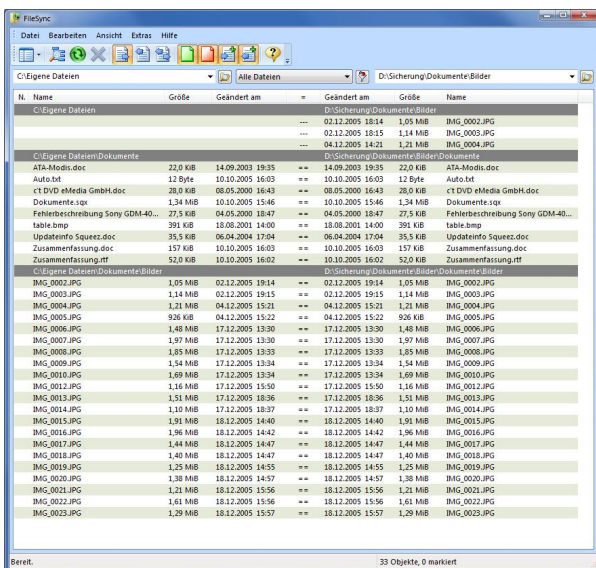 FileSync
Datei Bearbeiten Ansicht Extras Hilfe
C:\Eigene Dateien Alle Dateien D:\Sicherung\Dokumente\Bilder
N. Name Größe Geändert am = Geändert am Größe Name
C:\Eigene Dateien D:\Sicherung\Dokumente\Bilder
--- 02.12.2005 18:14 1,05 MiB IMG_0002.JPG
--- 02.12.2005 18:15 1,14 MiB IMG_0003.JPG
--- 04.12.2005 14:21 1,21 MiB IMG_0004.JPG
C:\Eigene Dateien\Dokumente D:\Sicherung\Dokumente\Bilder\Dokumente
ATA-Modis.doc 22,0 KiB 14.09.2003 19:35 == 14.09.2003 19:35 22,0 KiB ATA-Modis.doc
Auto.txt 12 Byte 10.10.2005 16:03 == 10.10.2005 16:03 12 Byte Auto.txt
c't DVD eMedia GmbH.doc 28,0 KiB 08.05.2000 16:43 == 08.05.2000 16:43 28,0 KiB c't DVD eMedia GmbH.doc
Dokumente.sqx 1,34 MiB 10.10.2005 15:46 == 10.10.2005 15:46 1,34 MiB Dokumente.sqx
Fehlerbeschreibung Sony GDM-40... 27,5 KiB 04.05.2000 18:47 == 04.05.2000 18:47 27,5 KiB Fehlerbeschreibung Sony GDM-40...
table.bmp 391 KiB 18.08.2001 14:00 == 18.08.2001 14:00 391 KiB table.bmp
Updateinfo Squeez.doc 35,5 KiB 06.04.2004 17:04 == 06.04.2004 17:04 35,5 KiB Updateinfo Squeez.doc
Zusammenfassung.doc 157 KiB 10.10.2005 16:03 == 10.10.2005 16:03 157 KiB Zusammenfassung.doc
Zusammenfassung.rtf 52,0 KiB 10.10.2005 16:02 == 10.10.2005 16:02 52,0 KiB Zusammenfassung.rtf
C:\Eigene Dateien\Dokumente\Bilder D:\Sicherung\Dokumente\Bilder\Dokumente\Bilder
IMG_0002.JPG 1,05 MiB 02.12.2005 19:14 == 02.12.2005 19:14 1,05 MiB IMG_0002.JPG
IMG_0003.JPG 1,14 MiB 02.12.2005 19:15 == 02.12.2005 19:15 1,14 MiB IMG_0003.JPG
IMG_0004.JPG 1,21 MiB 04.12.2005 15:21 == 04.12.2005 15:21 1,21 MiB IMG_0004.JPG
IMG_0005.JPG 926 KiB 04.12.2005 15:22 == 04.12.2005 15:22 926 KiB IMG_0005.JPG
IMG_0006.JPG 1,48 MiB 17.12.2005 13:30 == 17.12.2005 13:30 1,48 MiB IMG_0006.JPG
IMG_0007.JPG 1,97 MiB 17.12.2005 13:30 == 17.12.2005 13:30 1,97 MiB IMG_0007.JPG
IMG_0008.JPG 1,85 MiB 17.12.2005 13:33 == 17.12.2005 13:33 1,85 MiB IMG_0008.JPG
IMG_0009.JPG 1,54 MiB 17.12.2005 13:34 == 17.12.2005 13:34 1,54 MiB IMG_0009.JPG
IMG_0010.JPG 1,69 MiB 17.12.2005 13:34 == 17.12.2005 13:34 1,69 MiB IMG_0010.JPG
IMG_0012.JPG 1,16 MiB 17.12.2005 15:50 == 17.12.2005 15:50 1,16 MiB IMG_0012.JPG
IMG_0013.JPG 1,51 MiB 17.12.2005 18:36 == 17.12.2005 18:36 1,51 MiB IMG_0013.JPG
IMG_0014.JPG 1,10 MiB 17.12.2005 18:37 == 17.12.2005 18:37 1,10 MiB IMG_0014.JPG
IMG_0015.JPG 1,91 MiB 18.12.2005 14:40 == 18.12.2005 14:40 1,91 MiB IMG_0015.JPG
IMG_0016.JPG 1,96 MiB 18.12.2005 14:42 == 18.12.2005 14:42 1,96 MiB IMG_0016.JPG
IMG_0017.JPG 1,44 MiB 18.12.2005 14:47 == 18.12.2005 14:47 1,44 MiB IMG_0017.JPG
IMG_0018.JPG 1,40 MiB 18.12.2005 14:47 == 18.12.2005 14:47 1,40 MiB IMG_0018.JPG
IMG_0019.JPG 1,25 MiB 18.12.2005 14:55 == 18.12.2005 14:55 1,25 MiB IMG_0019.JPG
IMG_0020.JPG 1,38 MiB 18.12.2005 14:57 == 18.12.2005 14:57 1,38 MiB IMG_0020.JPG
IMG_0021.JPG 1,21 MiB 18.12.2005 15:56 == 18.12.2005 15:56 1,21 MiB IMG_0021.JPG
IMG_0022.JPG 1,61 MiB 18.12.2005 15:56 == 18.12.2005 15:56 1,61 MiB IMG_0022.JPG
IMG_0023.JPG 1,29 MiB 18.12.2005 15:57 == 18.12.2005 15:57 1,29 MiB IMG_0023.JPG
Bereit. 33 Objekte, 0 markiert